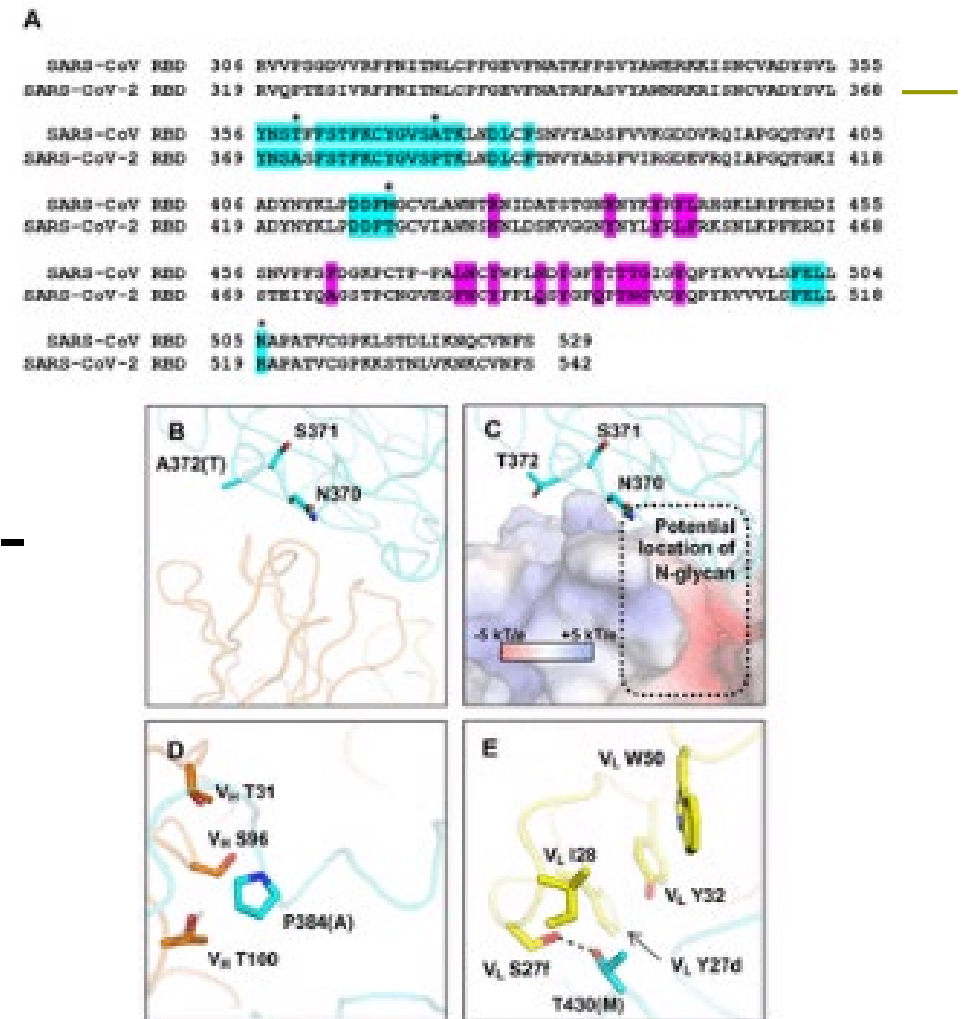 A
SARS-CoV RBD 306 RVVPSGDVVRFPNITNLCPFGEVFNATKFPSVYAWERKKISNCVADYSVL 355
SARS-CoV-2 RBD 319 RVQPTESIVRFPNITNLCPFGEVFNATRFASVYAWNRKRISNCVADYSVL 368
SARS-CoV RBD 356 YNSTFFSTFKCYGVSATKLNDLCFSNVYADSFVVKGDDVRQIAPGQTGVI 405
SARS-CoV-2 RBD 369 YNSASFSTFKCYGVSPTKLNDLCFTNVYADSFVIRGDEVRQIAPGQTGKI 418
SARS-CoV RBD 406 ADYNYKLPDDFMGCVLAWNTRNIDATSTGNYNYKYRYLRHGKLRPFERDI 455
SARS-CoV-2 RBD 419 ADYNYKLPDDFTGCVIAWNSNNLDSKVGGNYNYLYRLFRKSNLKPFERDI 468
SARS-CoV RBD 456 SNVPFSPDGKPCTP-PALNCYWPLNDYGFYTTTGIGYQPYRVVVLSFELL 504
SARS-CoV-2 RBD 469 STEIYQAGSTPCNGVEGFNCYFPLQSYGFQPTNGVGYQPYRVVVLSFELL 518
SARS-CoV RBD 505 NAPATVCGPKLSTDLIKNQCVNFS 529
SARS-CoV-2 RBD 519 HAPATVCGPKKSTNLVKNKCVNFS 542
B
S371
A372(T)
N370
C
S371
T372
N370
Potential
location of
N-glycan
-5 kT/e +5 kT/e
D
VH T31
VH S96
P384(A)
VH T100
E
VL W50
VL I28
VL Y32
VL S27f
VL Y27d
T430(M)